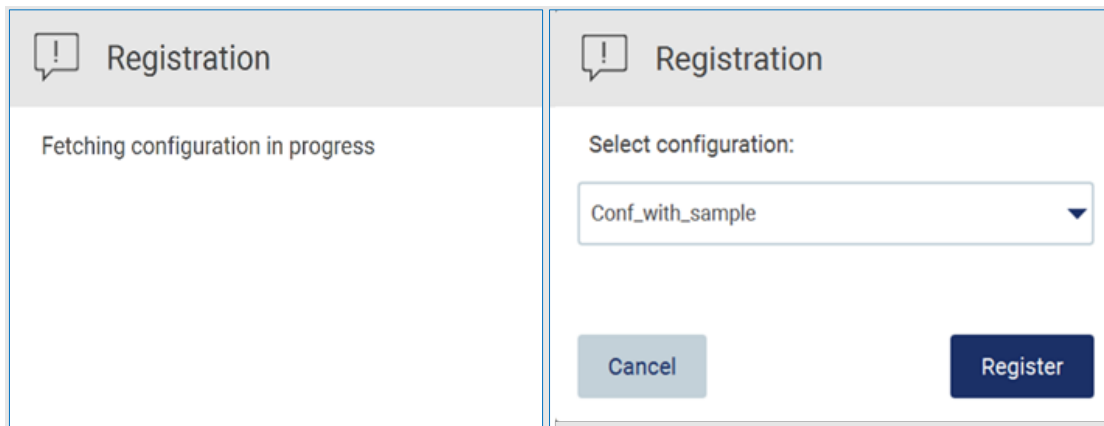 Registration
Fetching configuration in progress
Registration
Select configuration:
Conf_with_sample
Cancel
Register